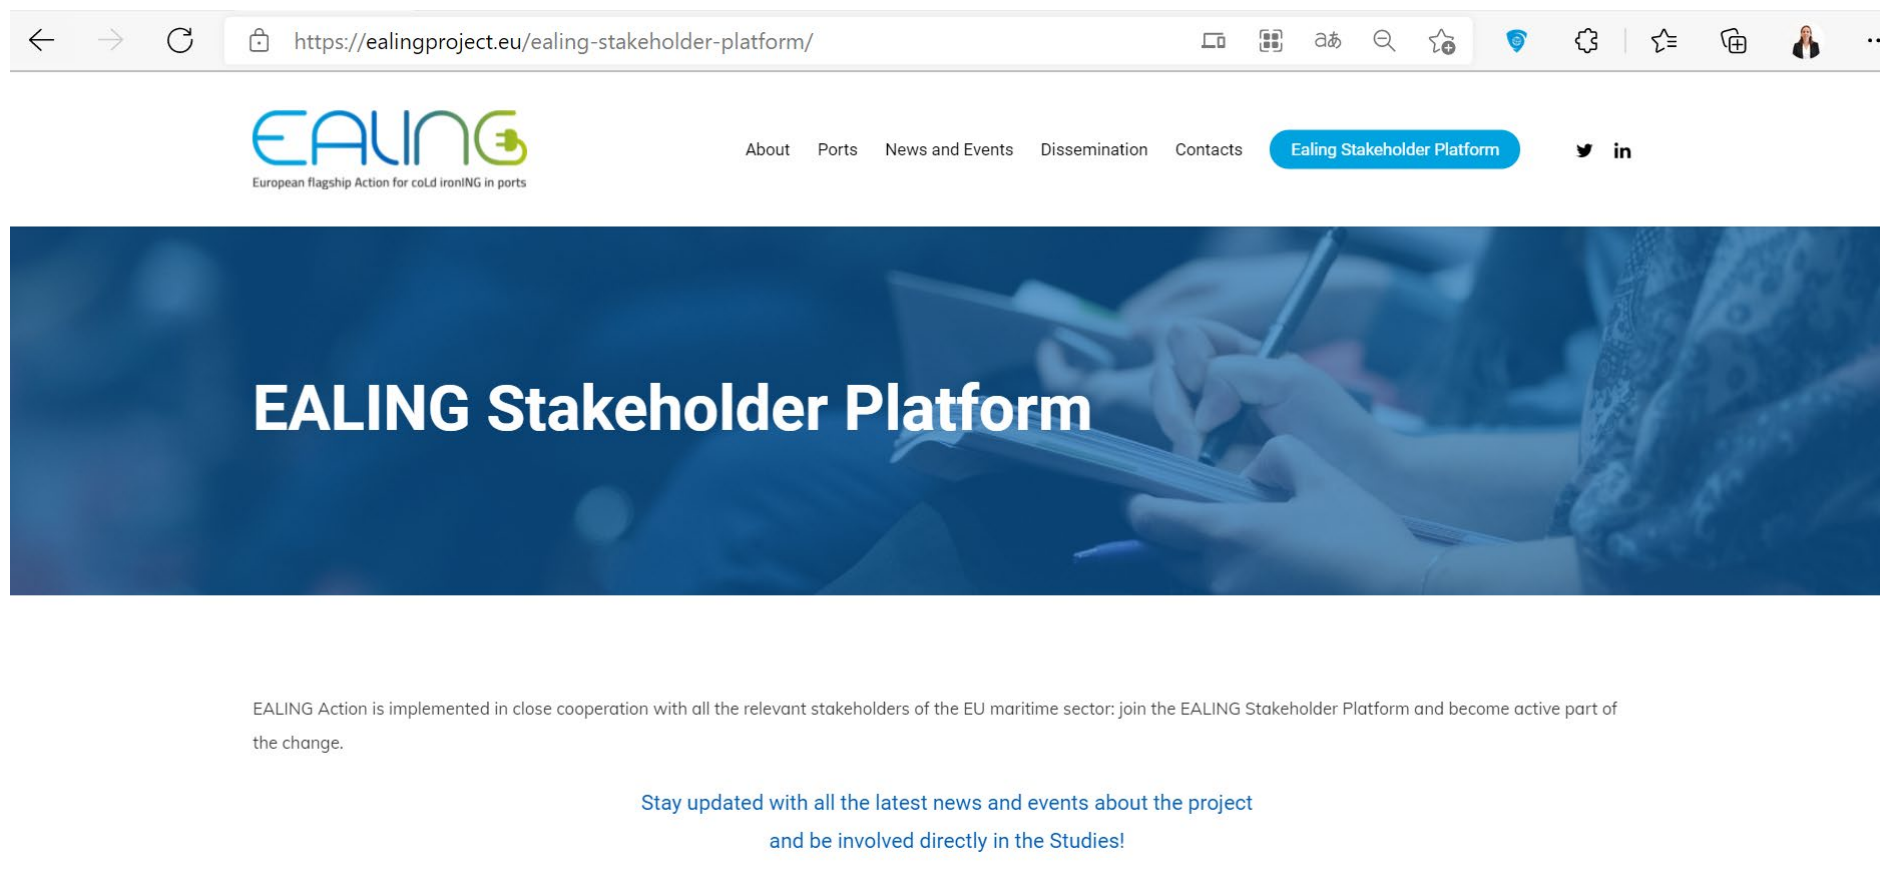 https://ealingproject.eu/ealing-stakeholder-platform/
aあ
EALING
European flagship Action for coLd ironING in ports
About Ports News and Events Dissemination Contacts Ealing Stakeholder Platform in
EALING Stakeholder Platform
EALING Action is implemented in close cooperation with all the relevant stakeholders of the EU maritime sector: join the EALING Stakeholder Platform and become active part of
the change.
Stay updated with all the latest news and events about the project
and be involved directly in the Studies!